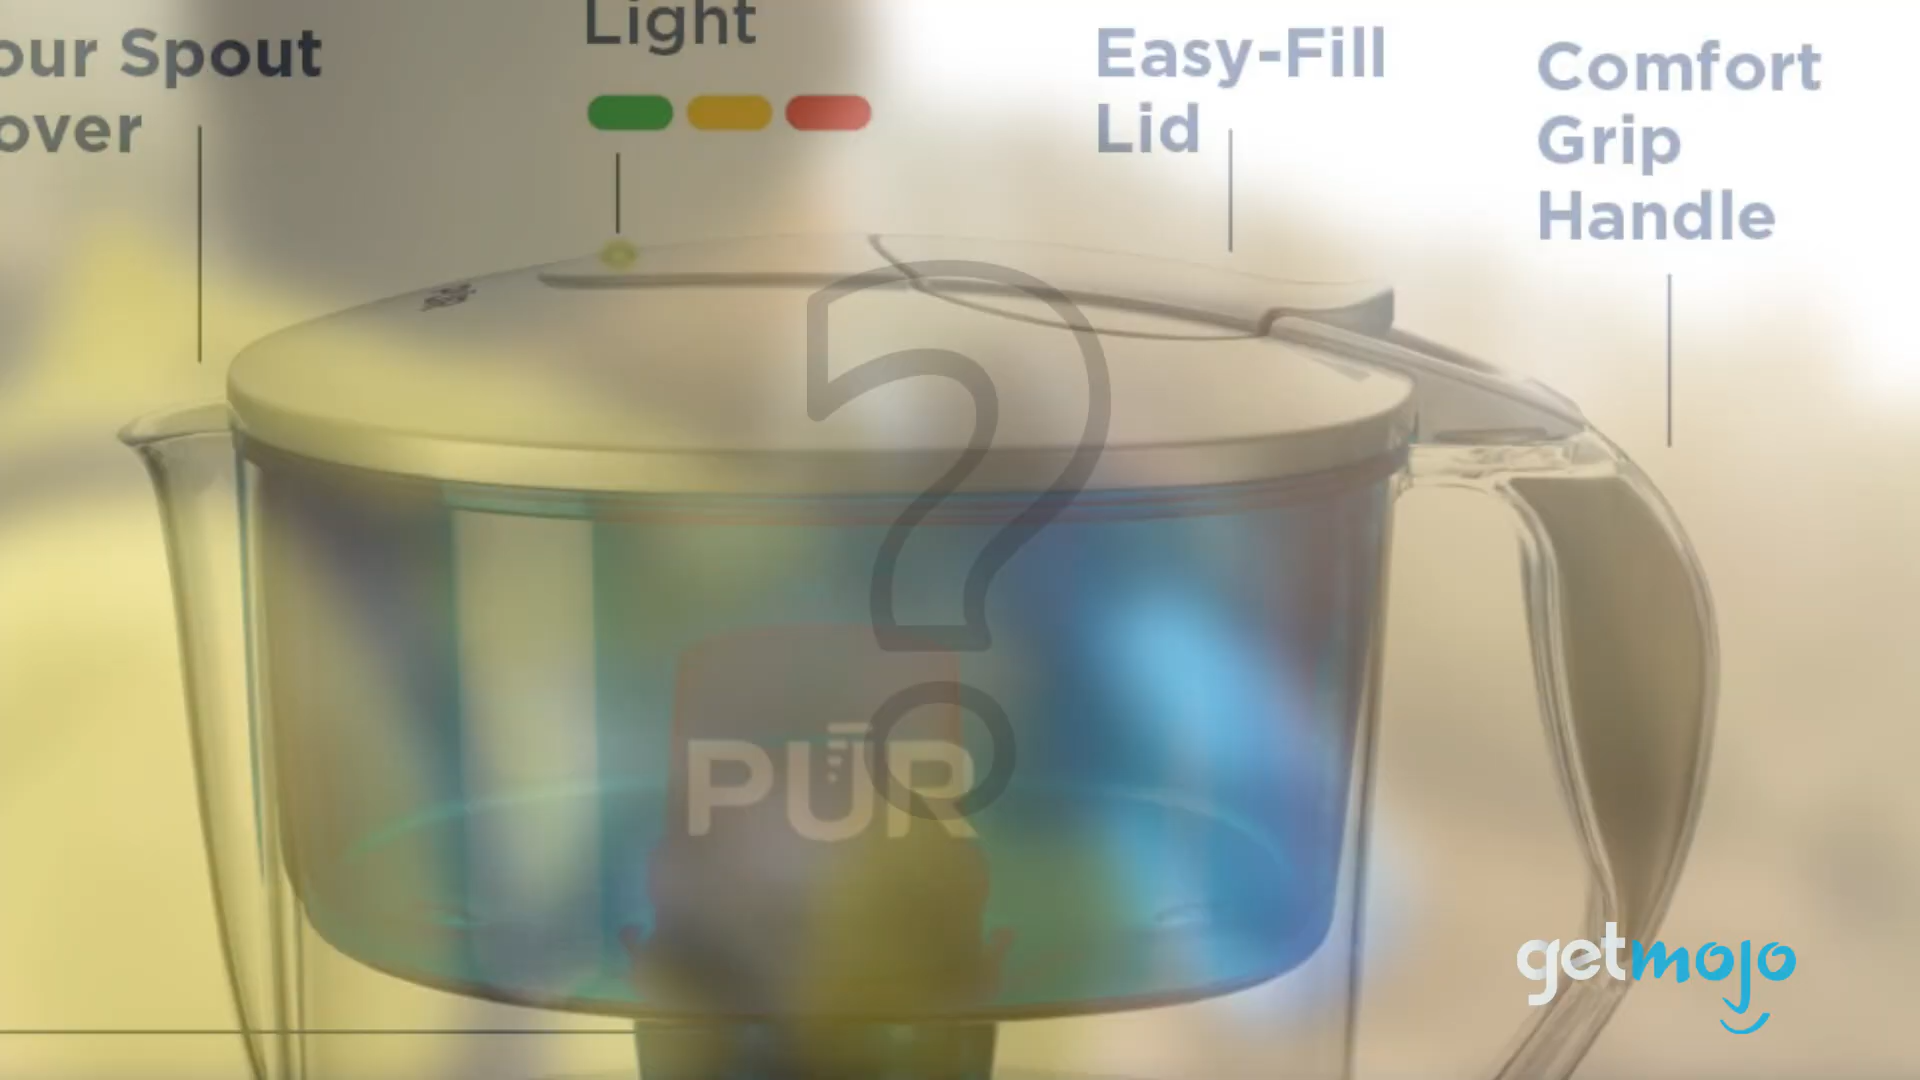 our Spout
over
Light
Easy-Fill
Lid
Comfort
Grip
Handle
?
PUR
getmojo